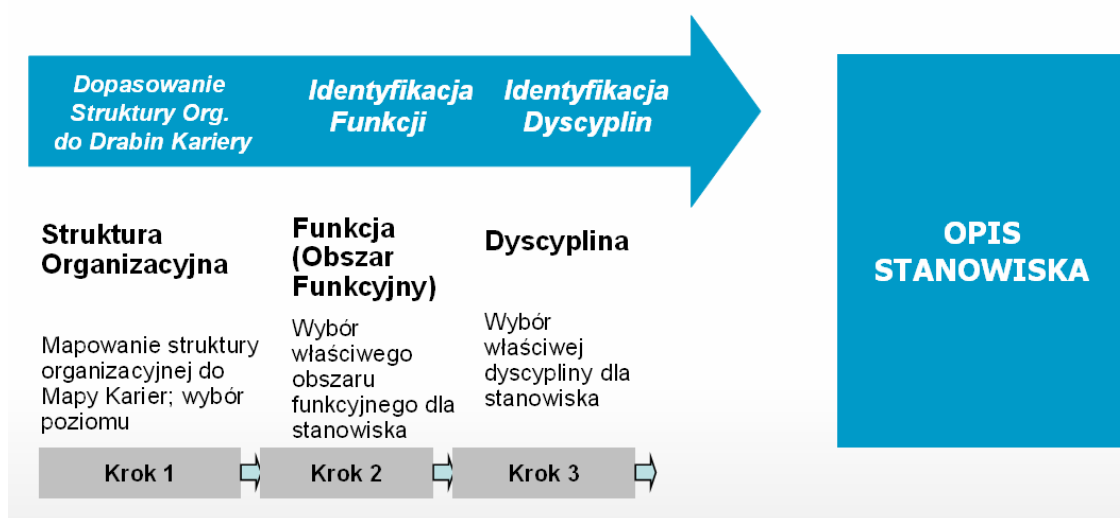 Dopasowanie
Struktury Org.
do Drabin Kariery
Identyfikacja
Funkcji
Identyfikacja
Dyscyplin
Struktura
Organizacyjna
Mapowanie struktury
organizacyjnej do
Mapy Karier; wybór
poziomu
Krok 1
Funkcja
(Obszar
Funkcyjny)
Wybór
właściwego
obszaru
funkcyjnego dla
stanowiska
Krok 2
Dyscyplina
Wybór
właściwej
dyscypliny dla
stanowiska
Krok 3
OPIS
STANOWISKA